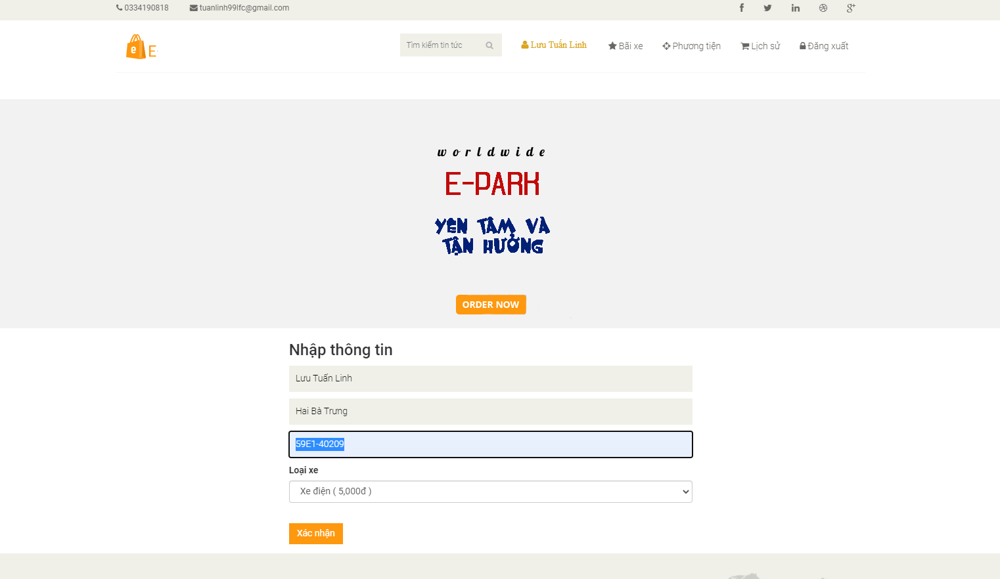 0334190818 tuanlinh99lfc@gmail.com
E-
Tìm kiếm tin tức
Lưu Tuấn Linh
Bãi xe
Phương tiện
Lịch sử
Đăng xuất
worldwide
E-PARK
YÊN TÂM VÀ
TẬN HƯỞNG
ORDER NOW
Nhập thông tin
Lưu Tuấn Linh
Hai Bà Trưng
59E1-40209
Loại xe
Xe điện ( 5,000đ )
Xác nhận